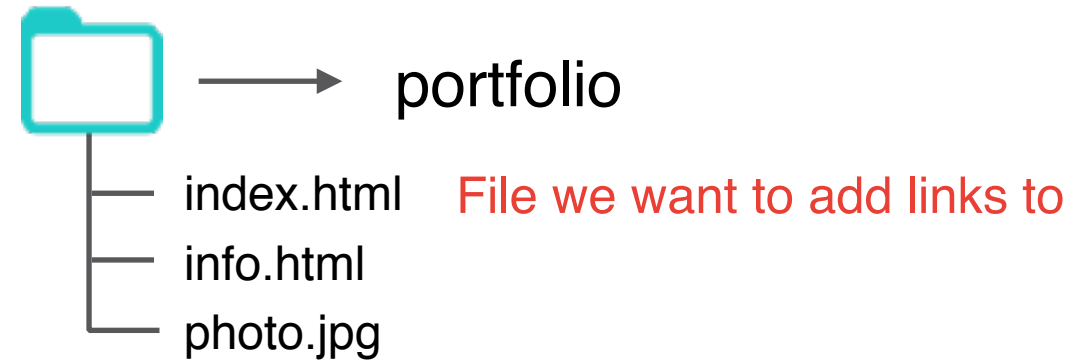 portfolio
index.html File we want to add links to
info.html
photo.jpg